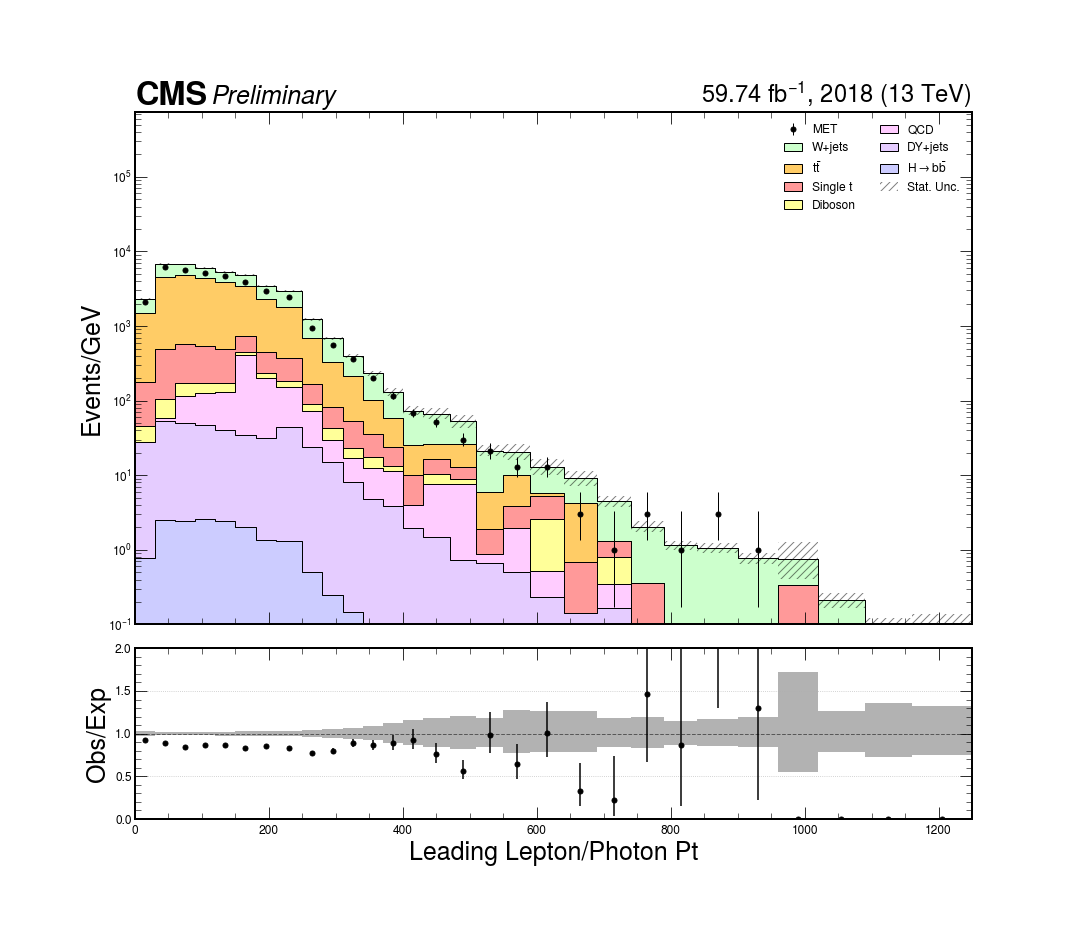 CMS Preliminary 59.74 fb⁻¹, 2018 (13 TeV)
MET QCD
W+jets DY+jets
tt̄ H→bb̄
Single t Stat. Unc.
Diboson
Events/GeV
10⁵
10⁴
10³
10²
10¹
10⁰
10⁻¹
Obs/Exp
2.0
1.5
1.0
0.5
0.0
0 200 400 600 800 1000 1200
Leading Lepton/Photon Pt